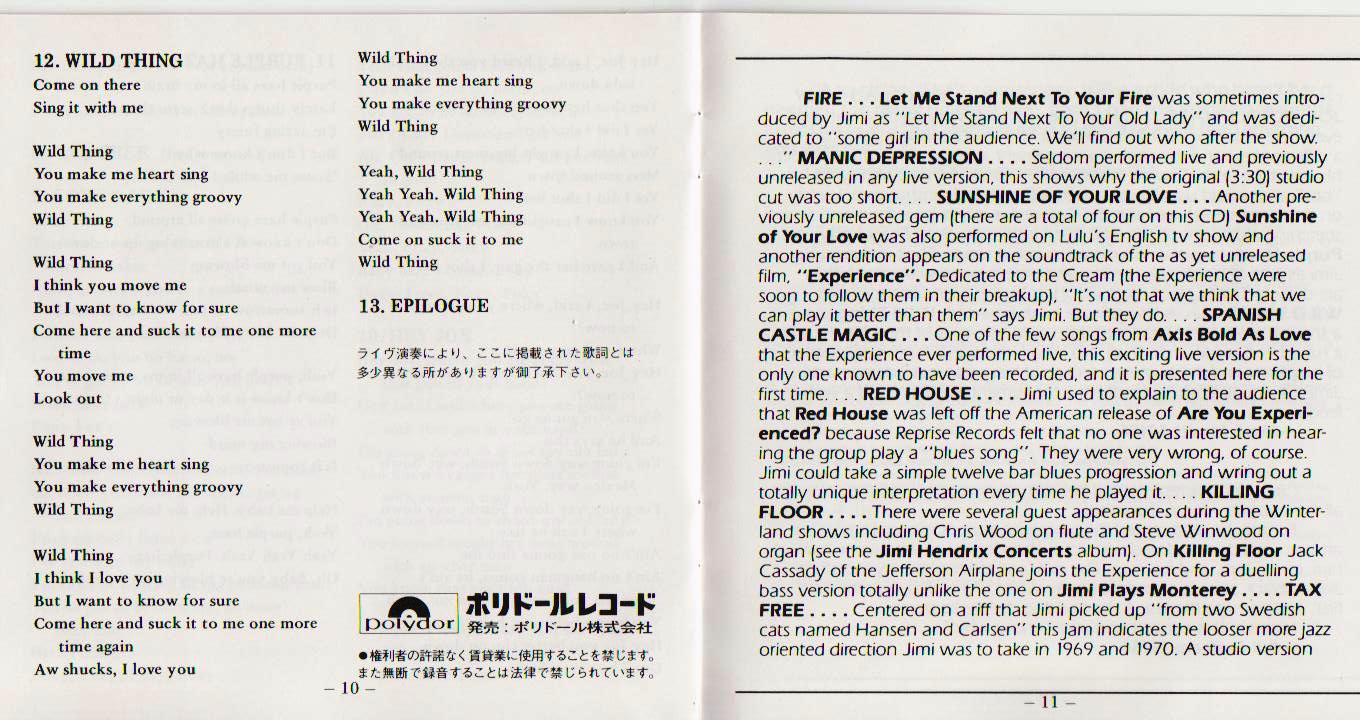 12. WILD THING
Come on there
Sing it with me
Wild Thing
You make me heart sing
You make everything groovy
Wild Thing
Wild Thing
I think you move me
But I want to know for sure
Come here and suck it to me one more
time
You move me
Look out
Wild Thing
You make me heart sing
You make everything groovy
Wild Thing
Wild Thing
I think I love you
But I want to know for sure
Come here and suck it to me one more
time again
Aw shucks, I love you
Wild Thing
You make me heart sing
You make everything groovy
Wild Thing
Yeah, Wild Thing
Yeah Yeah. Wild Thing
Yeah Yeah. Wild Thing
Come on suck it to me
Wild Thing
13. EPILOGUE
ライヴ演奏により、ここに掲載された歌詞とは
多少異なる所がありますが御了承下さい。
polydor
ポリドールレコード
発売：ポリドール株式会社
●権利者の許諾なく賃貸業に使用することを禁じます。
また無断で録音することは法律で禁じられています。
– 10 –
FIRE . . . Let Me Stand Next To Your Fire was sometimes intro-
duced by Jimi as "Let Me Stand Next To Your Old Lady" and was dedi-
cated to "some girl in the audience. We'll find out who after the show.
. . ." MANIC DEPRESSION . . . . Seldom performed live and previously
unreleased in any live version, this shows why the original (3:30) studio
cut was too short. . . . SUNSHINE OF YOUR LOVE . . . Another pre-
viously unreleased gem (there are a total of four on this CD) Sunshine
of Your Love was also performed on Lulu's English tv show and
another rendition appears on the soundtrack of the as yet unreleased
film, "Experience". Dedicated to the Cream (the Experience were
soon to follow them in their breakup), "It's not that we think that we
can play it better than them" says Jimi. But they do. . . . SPANISH
CASTLE MAGIC . . . One of the few songs from Axis Bold As Love
that the Experience ever performed live, this exciting live version is the
only one known to have been recorded, and it is presented here for the
first time. . . . RED HOUSE . . . . Jimi used to explain to the audience
that Red House was left off the American release of Are You Experi-
enced? because Reprise Records felt that no one was interested in hear-
ing the group play a "blues song". They were very wrong, of course.
Jimi could take a simple twelve bar blues progression and wring out a
totally unique interpretation every time he played it. . . . KILLING
FLOOR . . . . There were several guest appearances during the Winter-
land shows including Chris Wood on flute and Steve Winwood on
organ (see the Jimi Hendrix Concerts album). On Killing Floor Jack
Cassady of the Jefferson Airplane joins the Experience for a duelling
bass version totally unlike the one on Jimi Plays Monterey . . . . TAX
FREE . . . . Centered on a riff that Jimi picked up "from two Swedish
cats named Hansen and Carlsen" this jam indicates the looser more jazz
oriented direction Jimi was to take in 1969 and 1970. A studio version
– 11 –